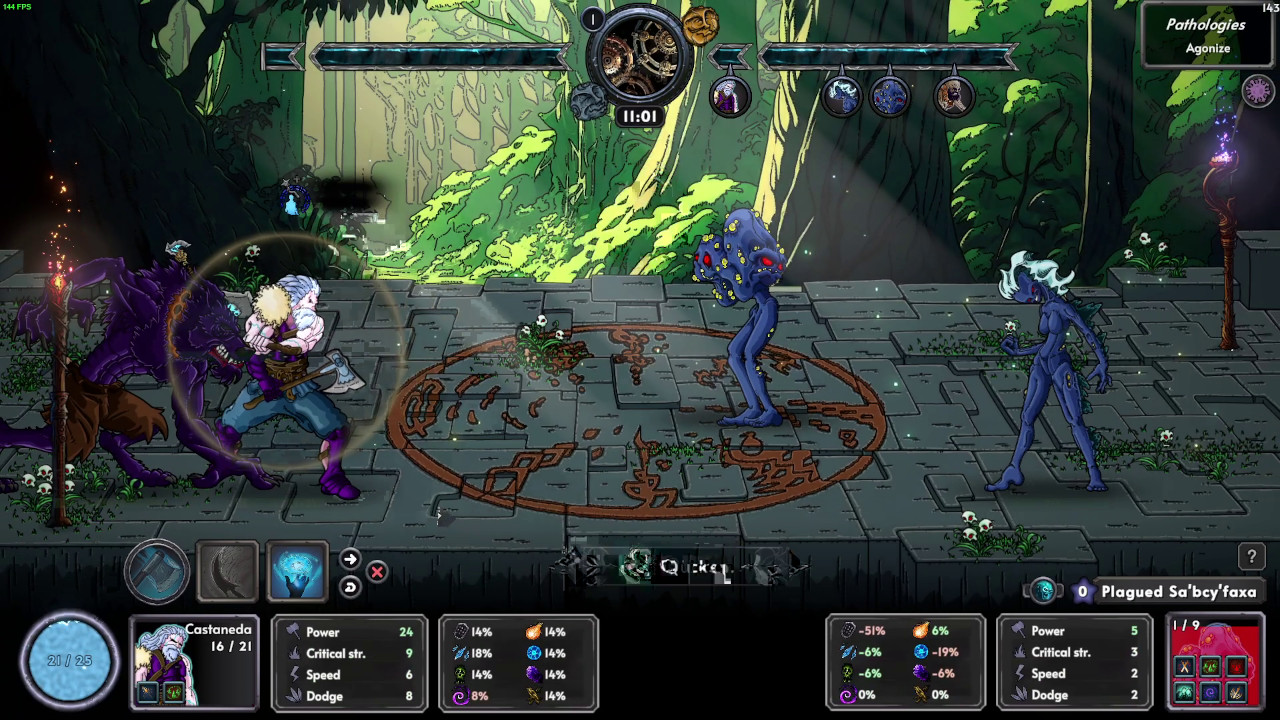 144 FPS
143
Pathologies
Agonize
I
11:01
?
0 Plagued Sa'bcy'faxa
21 / 25
Castaneda
16 / 21
Power 24
Critical str. 9
Speed 6
Dodge 8
14% 14%
18% 14%
14% 14%
8% 14%
-51% 6%
-6% -19%
-6% -6%
0% 0%
Power 5
Critical str. 3
Speed 2
Dodge 2
1 / 9